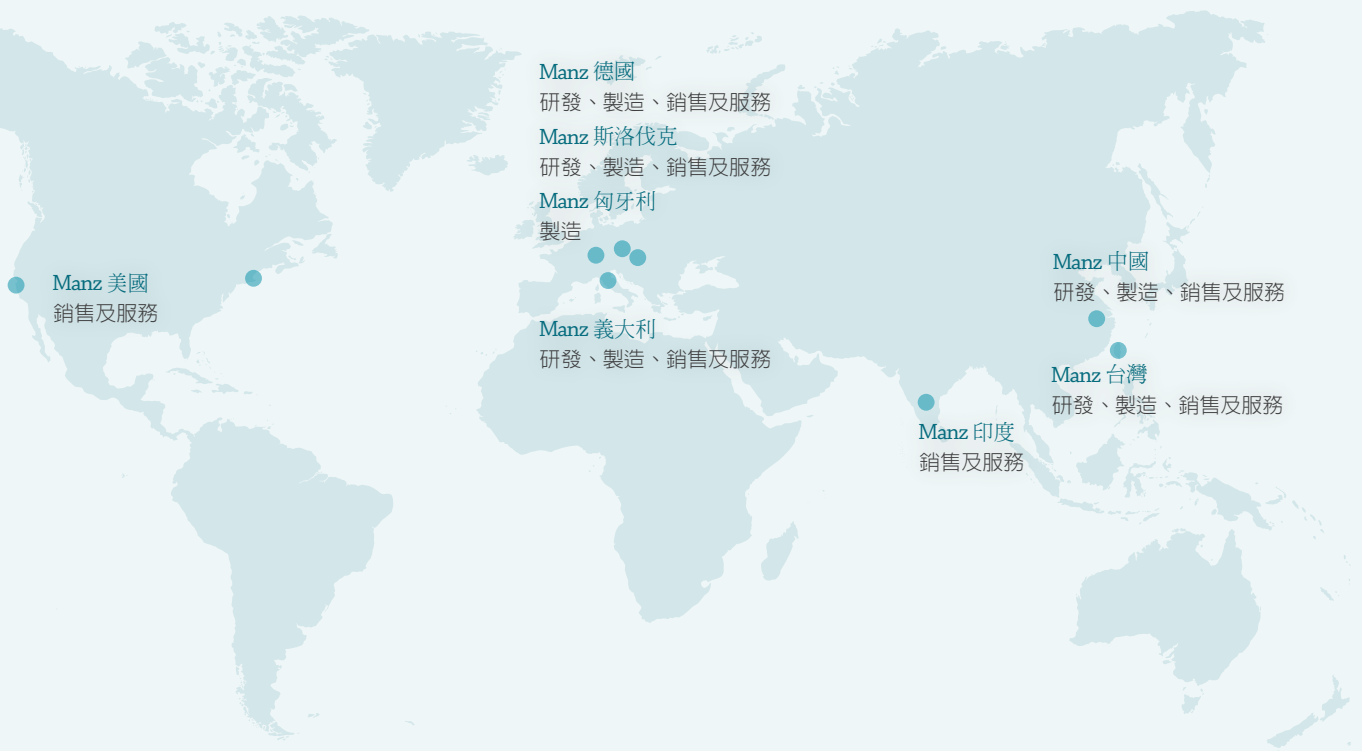 Manz 德國
研發、製造、銷售及服務
Manz 斯洛伐克
研發、製造、銷售及服務
Manz 匈牙利
製造
Manz 美國
銷售及服務
Manz 義大利
研發、製造、銷售及服務
Manz 中國
研發、製造、銷售及服務
Manz 台灣
研發、製造、銷售及服務
Manz 印度
銷售及服務